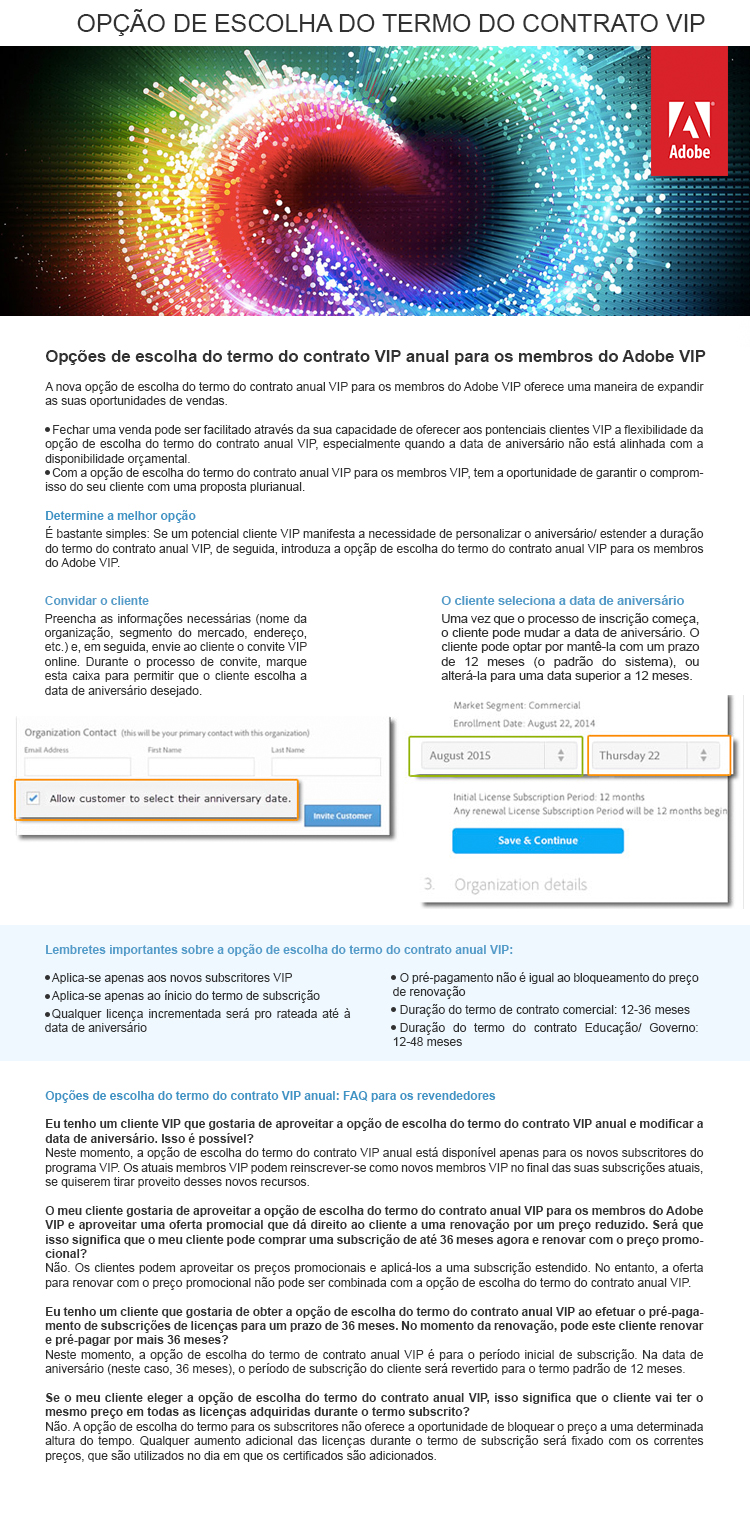 OPÇÃO DE ESCOLHA DO TERMO DO CONTRATO VIP
Adobe
Opções de escolha do termo do contrato VIP anual para os membros do Adobe VIP
A nova opção de escolha do termo do contrato anual VIP para os membros do Adobe VIP oferece uma maneira de expandir
as suas oportunidades de vendas.
•Fechar uma venda pode ser facilitado através da sua capacidade de oferecer aos pontenciais clientes VIP a flexibilidade da
opção de escolha do termo do contrato anual VIP, especialmente quando a data de aniversário não está alinhada com a
disponibilidade orçamental.
•Com a opção de escolha do termo do contrato anual VIP para os membros VIP, tem a oportunidade de garantir o comprom-
isso do seu cliente com uma proposta plurianual.
Determine a melhor opção
É bastante simples: Se um potencial cliente VIP manifesta a necessidade de personalizar o aniversário/ estender a duração
do termo do contrato anual VIP, de seguida, introduza a opçãp de escolha do termo do contrato anual VIP para os membros
do Adobe VIP.
Convidar o cliente
Preencha as informações necessárias (nome da
organização, segmento do mercado, endereço,
etc.) e, em seguida, envie ao cliente o convite VIP
online. Durante o processo de convite, marque
esta caixa para permitir que o cliente escolha a
data de aniversário desejado.
Organization Contact (this will be your primary contact with this organization)
Email Address First Name Last Name
Allow customer to select their anniversary date.
Invite Customer
O cliente seleciona a data de aniversário
Uma vez que o processo de inscrição começa,
o cliente pode mudar a data de aniversário. O
cliente pode optar por mantê-la com um prazo
de 12 meses (o padrão do sistema), ou
alterá-la para uma data superior a 12 meses.
Market Segment: Commercial
Enrollment Date: August 22, 2014
August 2015 Thursday 22
Initial License Subscription Period: 12 months
Any renewal License Subscription Period will be 12 months begin
Save & Continue
3. Organization details
Lembretes importantes sobre a opção de escolha do termo do contrato anual VIP:
•Aplica-se apenas aos novos subscritores VIP
•Aplica-se apenas ao ínicio do termo de subscrição
•Qualquer licença incrementada será pro rateada até à
data de aniversário
• O pré-pagamento não é igual ao bloqueamento do preço
de renovação
• Duração do termo de contrato comercial: 12-36 meses
• Duração do termo do contrato Educação/ Governo:
12-48 meses
Opções de escolha do termo do contrato VIP anual: FAQ para os revendedores
Eu tenho um cliente VIP que gostaria de aproveitar a opção de escolha do termo do contrato VIP anual e modificar a
data de aniversário. Isso é possível?
Neste momento, a opção de escolha do termo do contrato VIP anual está disponível apenas para os novos subscritores do
programa VIP. Os atuais membros VIP podem reinscrever-se como novos membros VIP no final das suas subscrições atuais,
se quiserem tirar proveito desses novos recursos.
O meu cliente gostaria de aproveitar a opção de escolha do termo do contrato anual VIP para os membros do Adobe
VIP e aproveitar uma oferta promocial que dá direito ao cliente a uma renovação por um preço reduzido. Será que
isso significa que o meu cliente pode comprar uma subscrição de até 36 meses agora e renovar com o preço promo-
cional?
Não. Os clientes podem aproveitar os preços promocionais e aplicá-los a uma subscrição estendido. No entanto, a oferta
para renovar com o preço promocional não pode ser combinada com a opção de escolha do termo do contrato anual VIP.
Eu tenho um cliente que gostaria de obter a opção de escolha do termo do contrato anual VIP ao efetuar o pré-paga-
mento de subscrições de licenças para um prazo de 36 meses. No momento da renovação, pode este cliente renovar
e pré-pagar por mais 36 meses?
Neste momento, a opção de escolha do termo de contrato anual VIP é para o período inicial de subscrição. Na data de
aniversário (neste caso, 36 meses), o período de subscrição do cliente será revertido para o termo padrão de 12 meses.
Se o meu cliente eleger a opção de escolha do termo do contrato anual VIP, isso significa que o cliente vai ter o
mesmo preço em todas as licenças adquiridas durante o termo subscrito?
Não. A opção de escolha do termo para os subscritores não oferece a oportunidade de bloquear o preço a uma determinada
altura do tempo. Qualquer aumento adicional das licenças durante o termo de subscrição será fixado com os correntes
preços, que são utilizados no dia em que os certificados são adicionados.